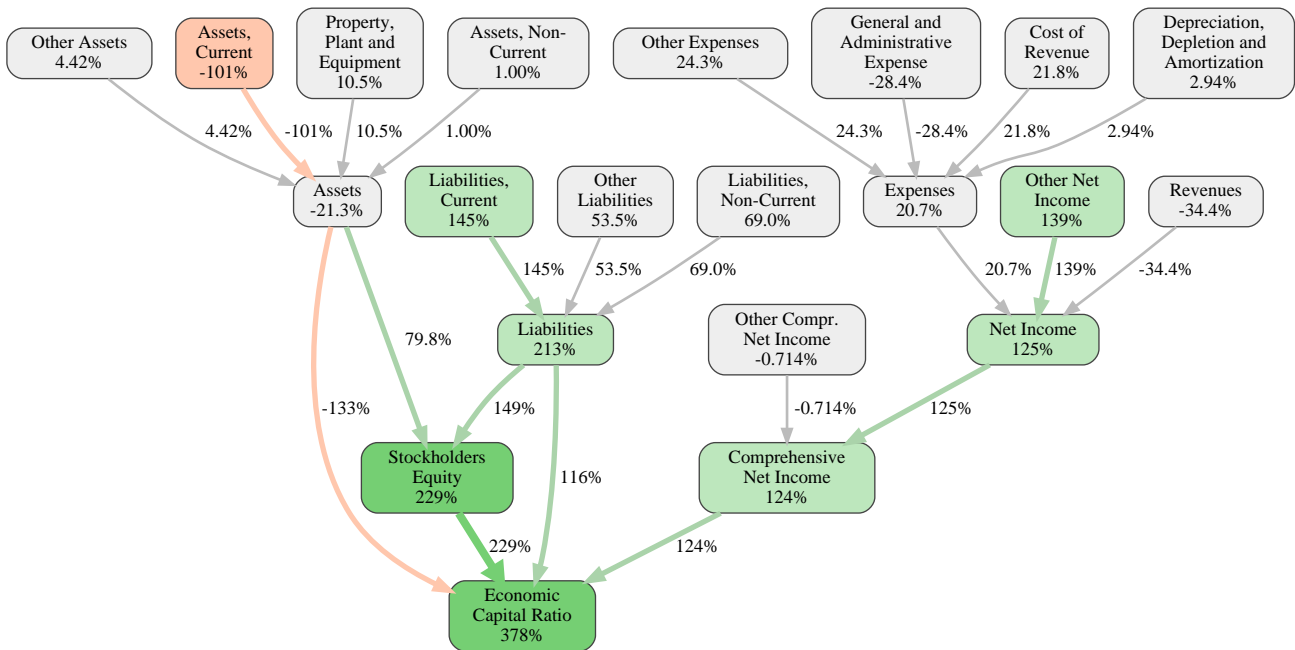 Other Assets
4.42%
Assets,
Current
-101%
Property,
Plant and
Equipment
10.5%
Assets, Non-
Current
1.00%
Other Expenses
24.3%
General and
Administrative
Expense
-28.4%
Cost of
Revenue
21.8%
Depreciation,
Depletion and
Amortization
2.94%
4.42%
-101%
10.5%
1.00%
24.3%
-28.4%
21.8%
2.94%
Assets
-21.3%
Liabilities,
Current
145%
Other
Liabilities
53.5%
Liabilities,
Non-Current
69.0%
Expenses
20.7%
Other Net
Income
139%
Revenues
-34.4%
145%
53.5%
69.0%
20.7%
139%
-34.4%
79.8%
Liabilities
213%
Other Compr.
Net Income
-0.714%
Net Income
125%
-133%
149%
-0.714%
125%
Stockholders
Equity
229%
116%
Comprehensive
Net Income
124%
229%
124%
Economic
Capital Ratio
378%